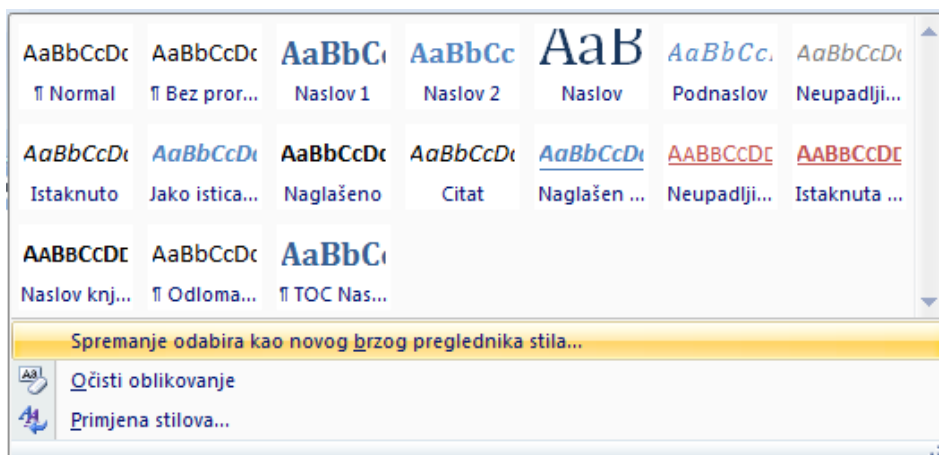 AaBbCcDc AaBbCcDc AaBbC AaBbCc AaB AaBbCc. AaBbCcDc
¶ Normal ¶ Bez pror... Naslov 1 Naslov 2 Naslov Podnaslov Neupadlji...
AaBbCcDc AaBbCcDc AaBbCcDc AaBbCcDc AaBbCcDc AABBCCDD AABBCCDD
Istaknuto Jako istica... Naglašeno Citat Naglašen ... Neupadlji... Istaknuta ...
AABBCCDD AaBbCcDc AaBbC
Naslov knj... ¶ Odloma... ¶ TOC Nas...
Spremanje odabira kao novog brzog preglednika stila...
Očisti oblikovanje
Primjena stilova...